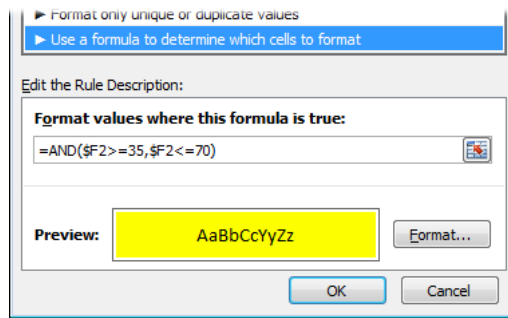 ► Format only unique or duplicate values
► Use a formula to determine which cells to format
Edit the Rule Description:
Format values where this formula is true:
=AND($F2>=35,$F2<=70)
Preview: AaBbCcYyZz Format...
OK Cancel